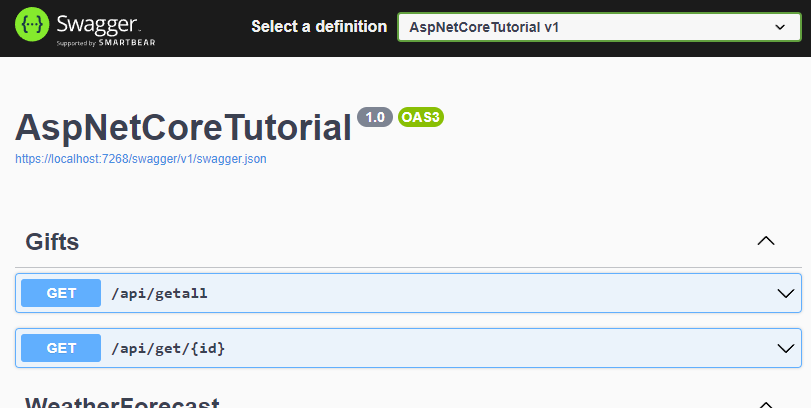 Swagger
Supported by SMARTBEAR
Select a definition
AspNetCoreTutorial v1
AspNetCoreTutorial 1.0 OAS3
https://localhost:7268/swagger/v1/swagger.json
Gifts
GET /api/getall
GET /api/get/{id}
WeatherForecast